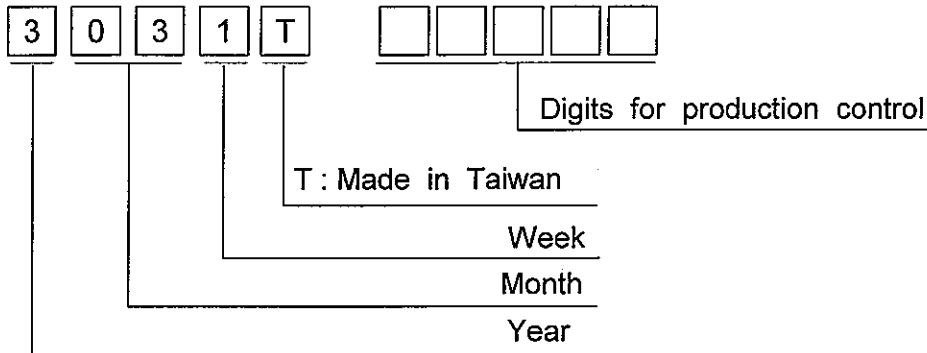 3 0 3 1 T
Digits for production control
T : Made in Taiwan
Week
Month
Year